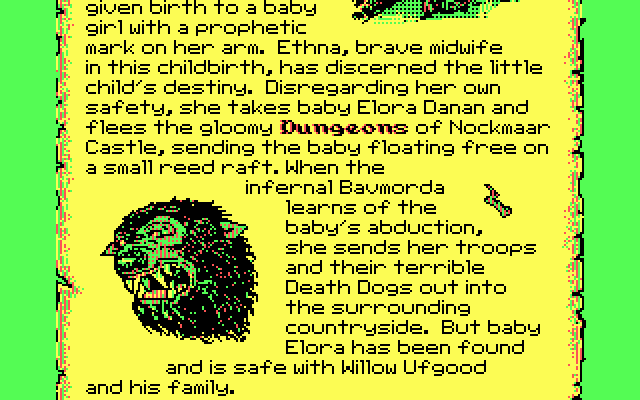 given birth to a baby
girl with a prophetic
mark on her arm. Ethna, brave midwife
in this childbirth, has discerned the little
child's destiny. Disregarding her own
safety, she takes baby Elora Danan and
flees the gloomy Dungeons of Nockmaar
Castle, sending the baby floating free on
a small reed raft. When the
infernal Bavmorda
learns of the
baby's abduction,
she sends her troops
and their terrible
Death Dogs out into
the surrounding
countryside. But baby
Elora has been found
and is safe with Willow Ufgood
and his family.